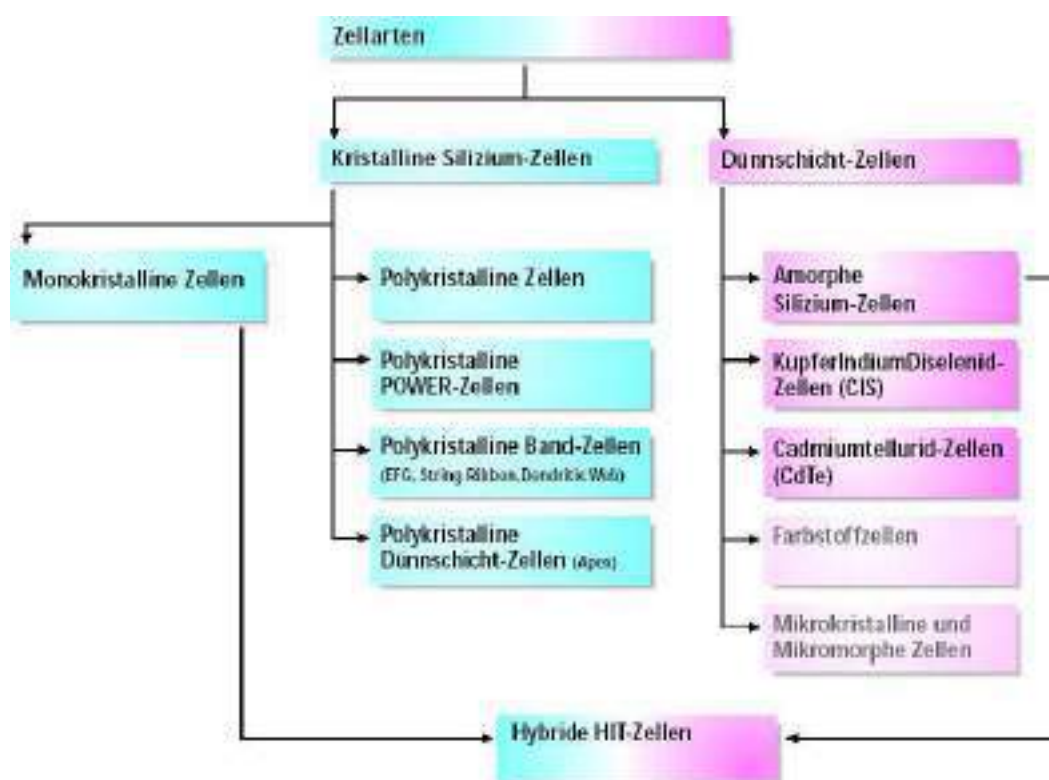 Zellarten
Kristalline Silizium-Zellen
Dünnschicht-Zellen
Monokristalline Zellen
Polykristalline Zellen
Polykristalline
POWER-Zellen
Polykristalline Band-Zellen
(EFG, String Ribbon, Dendritic Web)
Polykristalline
Dünnschicht-Zellen (Apex)
Amorphe
Silizium-Zellen
KupferIndiumDiselenid-
Zellen (CIS)
Cadmiumtellurid-Zellen
(CdTe)
Farbstoffzellen
Mikrokristalline und
Mikromorphe Zellen
Hybride HIT-Zellen